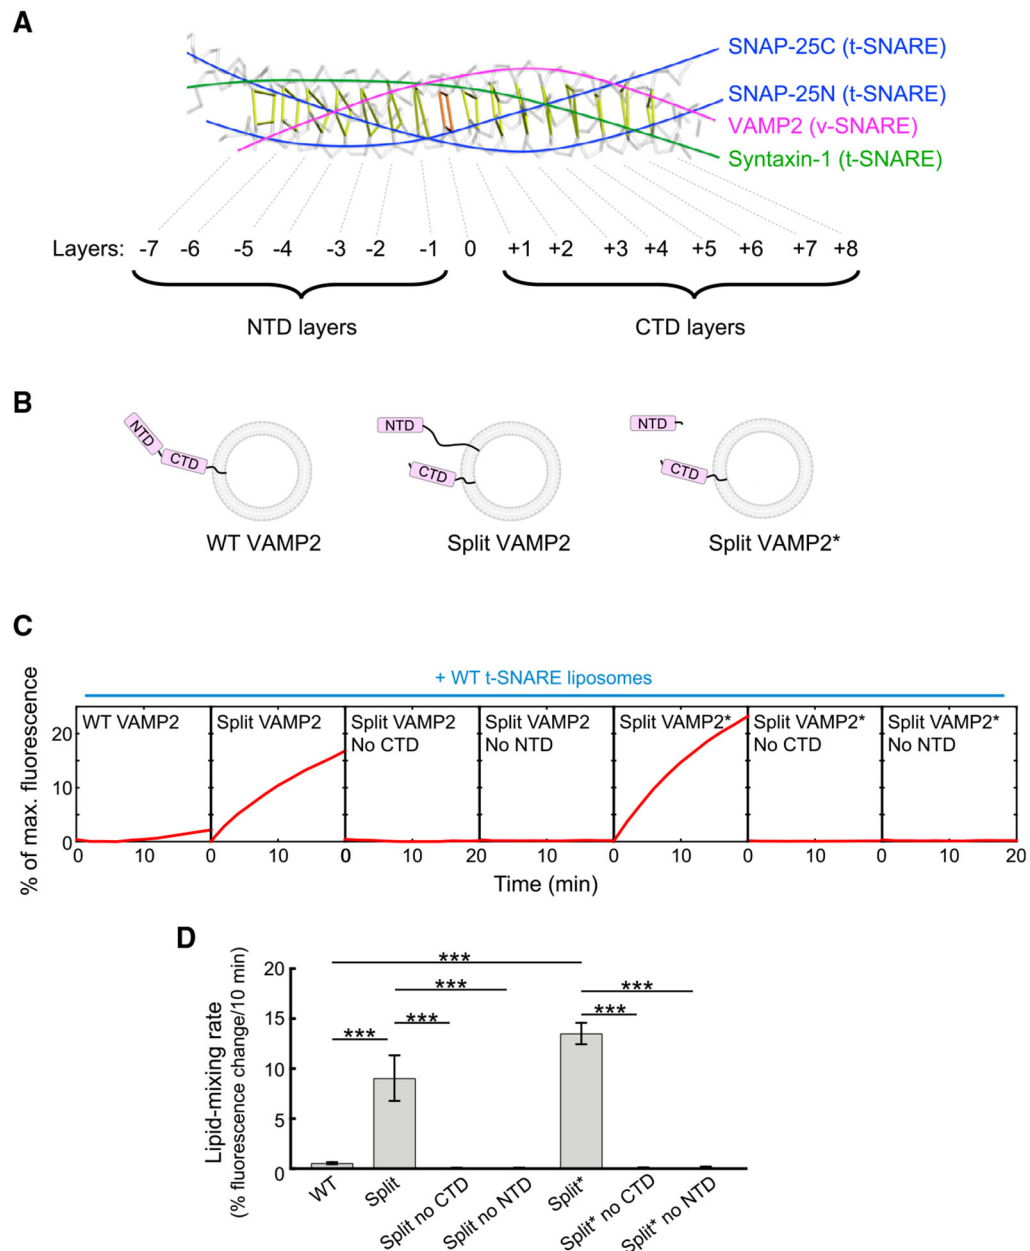 A
SNAP-25C (t-SNARE)
SNAP-25N (t-SNARE)
VAMP2 (v-SNARE)
Syntaxin-1 (t-SNARE)
Layers: -7 -6 -5 -4 -3 -2 -1 0 +1 +2 +3 +4 +5 +6 +7 +8
NTD layers CTD layers
B
NTD CTD
NTD
CTD
NTD
CTD
WT VAMP2 Split VAMP2 Split VAMP2*
C
+ WT t-SNARE liposomes
% of max. fluorescence
20
10
0
WT VAMP2
Split VAMP2
Split VAMP2
No CTD
Split VAMP2
No NTD
Split VAMP2*
Split VAMP2*
No CTD
Split VAMP2*
No NTD
0 10 0 10 0 10 20 10 0 10 0 10 0 10 20
Time (min)
D
Lipid-mixing rate
(% fluorescence change/10 min)
20
15
10
5
0
***
***
***
***
***
***
WT
Split
Split no CTD
Split no NTD
Split*
Split* no CTD
Split* no NTD